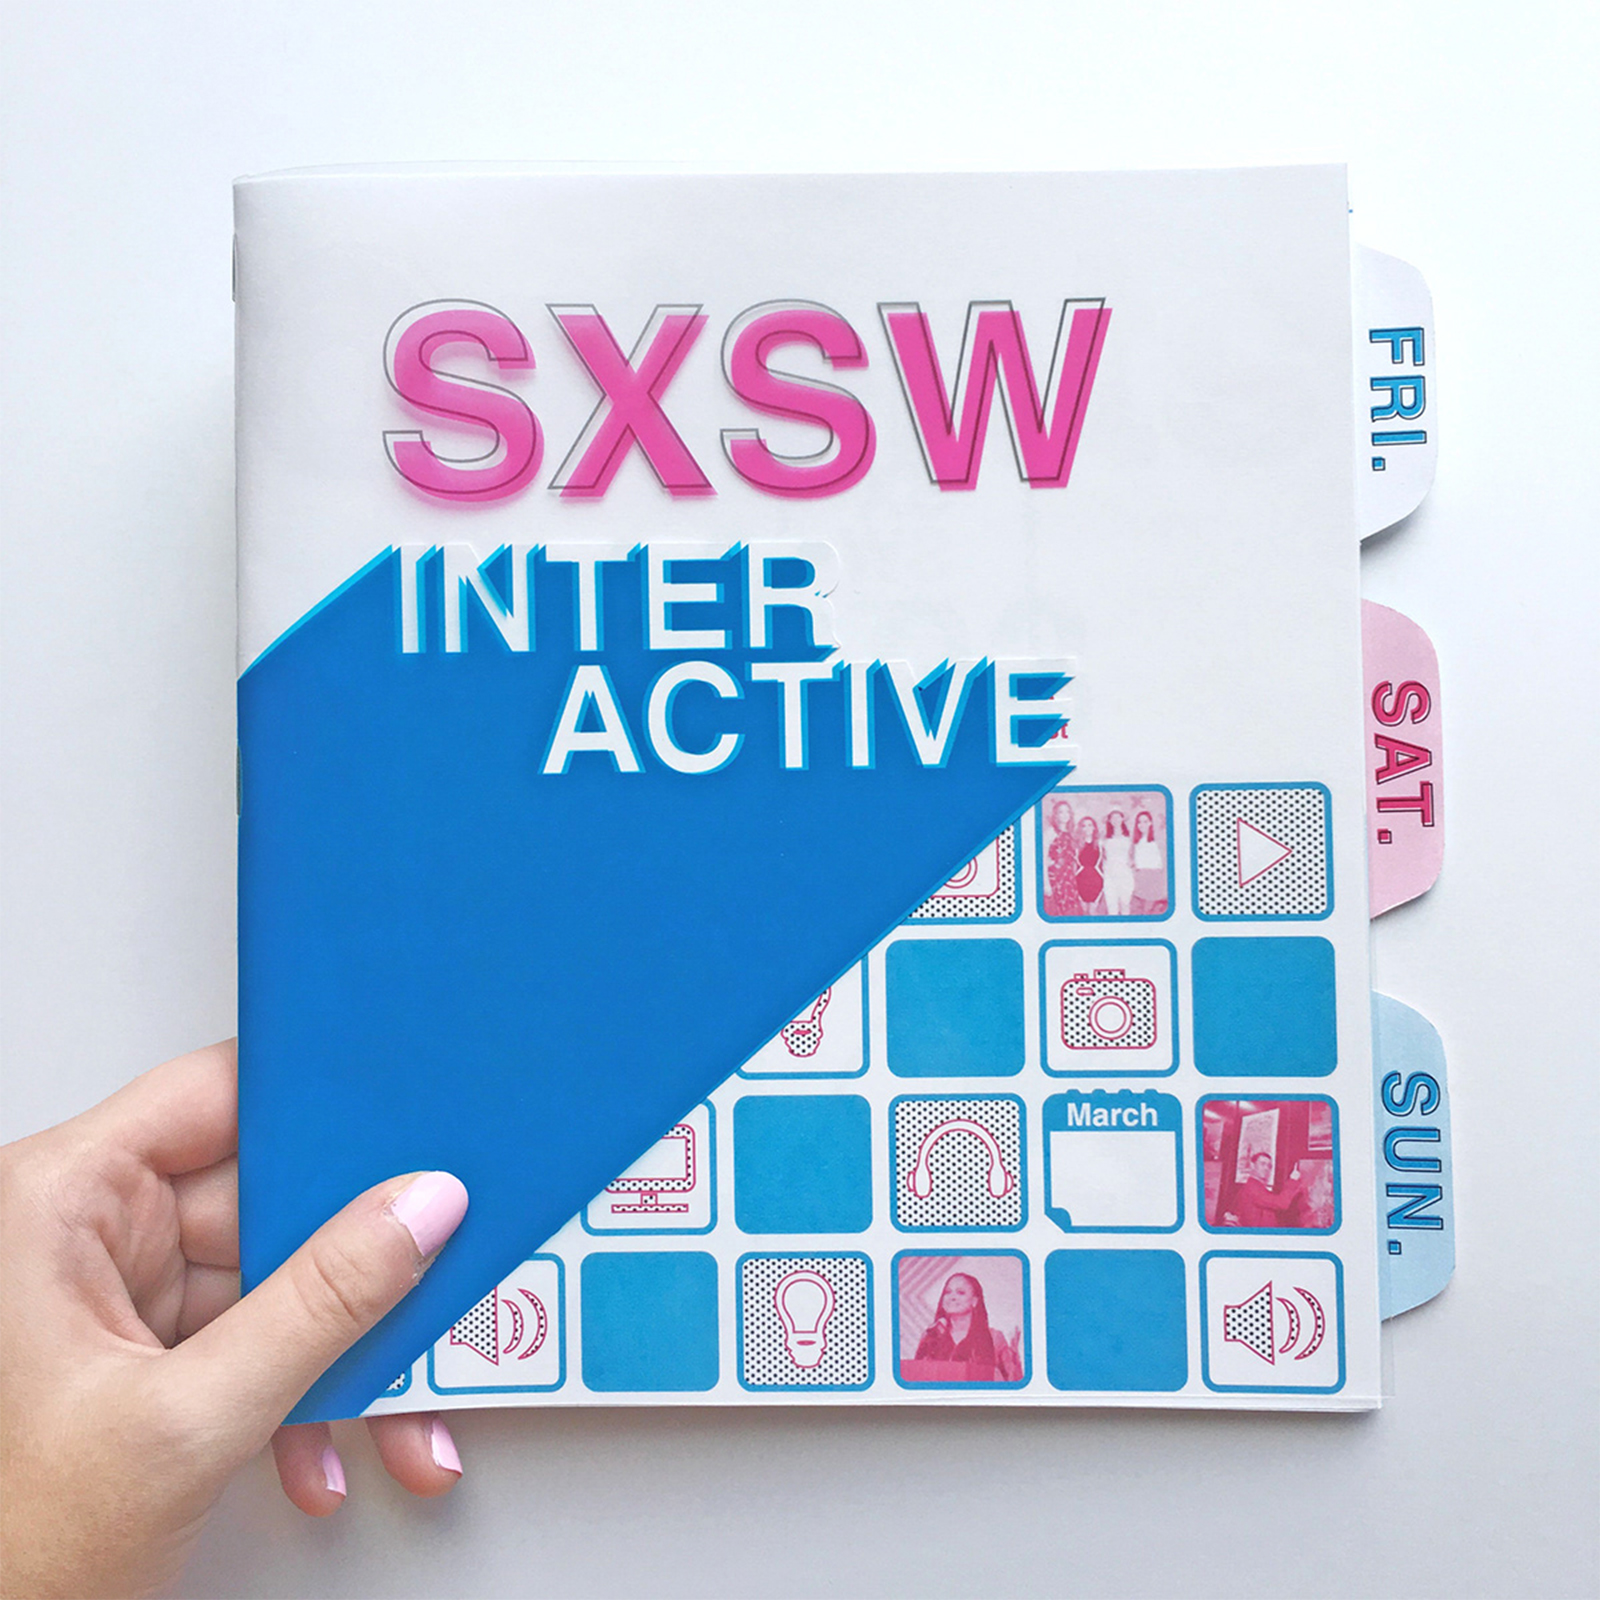 SXSW
INTER
ACTIVE
March
FRI.
SAT.
SUN.